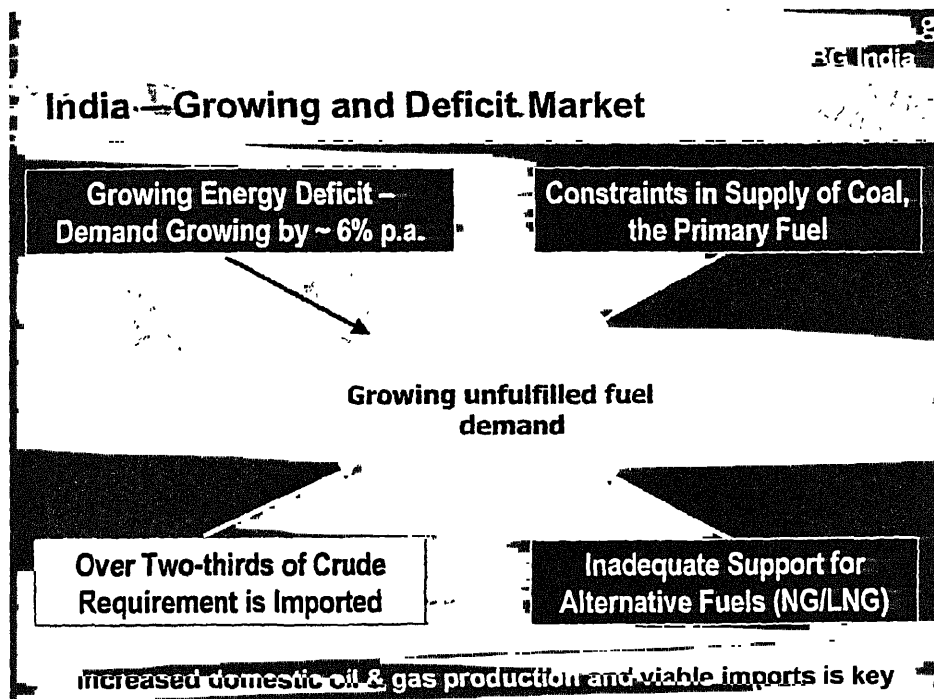 BG India
India – Growing and Deficit Market
Growing Energy Deficit –
Demand Growing by ~ 6% p.a.
Constraints in Supply of Coal,
the Primary Fuel
Growing unfulfilled fuel
demand
Over Two-thirds of Crude
Requirement is Imported
Inadequate Support for
Alternative Fuels (NG/LNG)
Increased domestic oil & gas production and viable imports is key